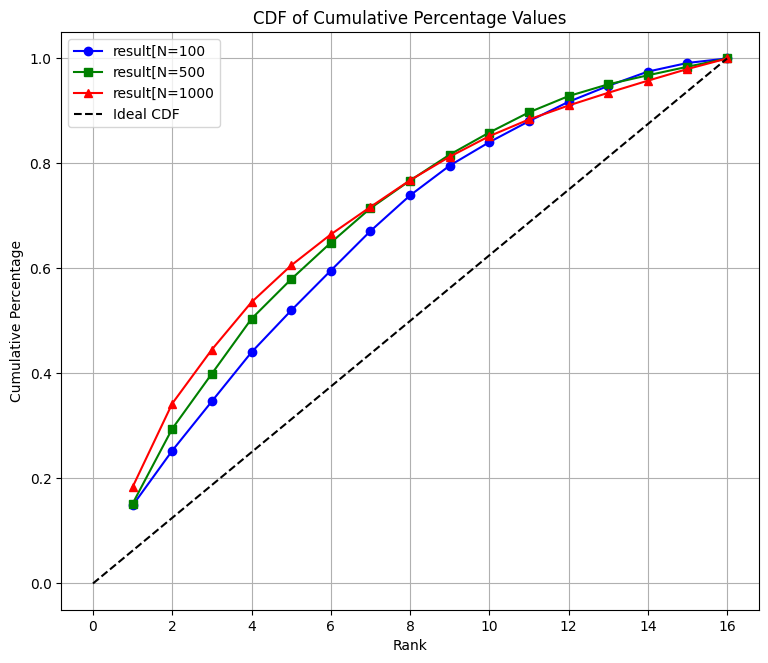 CDF of Cumulative Percentage Values
result[N=100
result[N=500
result[N=1000
Ideal CDF
Cumulative Percentage
1.0
0.8
0.6
0.4
0.2
0.0
0 2 4 6 8 10 12 14 16
Rank